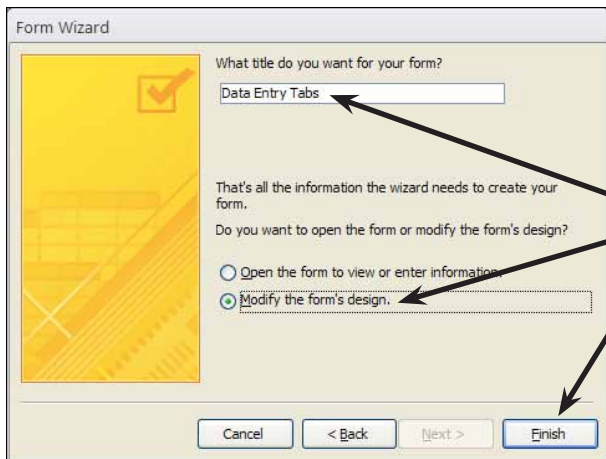 Form Wizard
What title do you want for your form?
Data Entry Tabs
That's all the information the wizard needs to create your
form.
Do you want to open the form or modify the form's design?
Open the form to view or enter information.
Modify the form's design.
Cancel
< Back
Next >
Finish